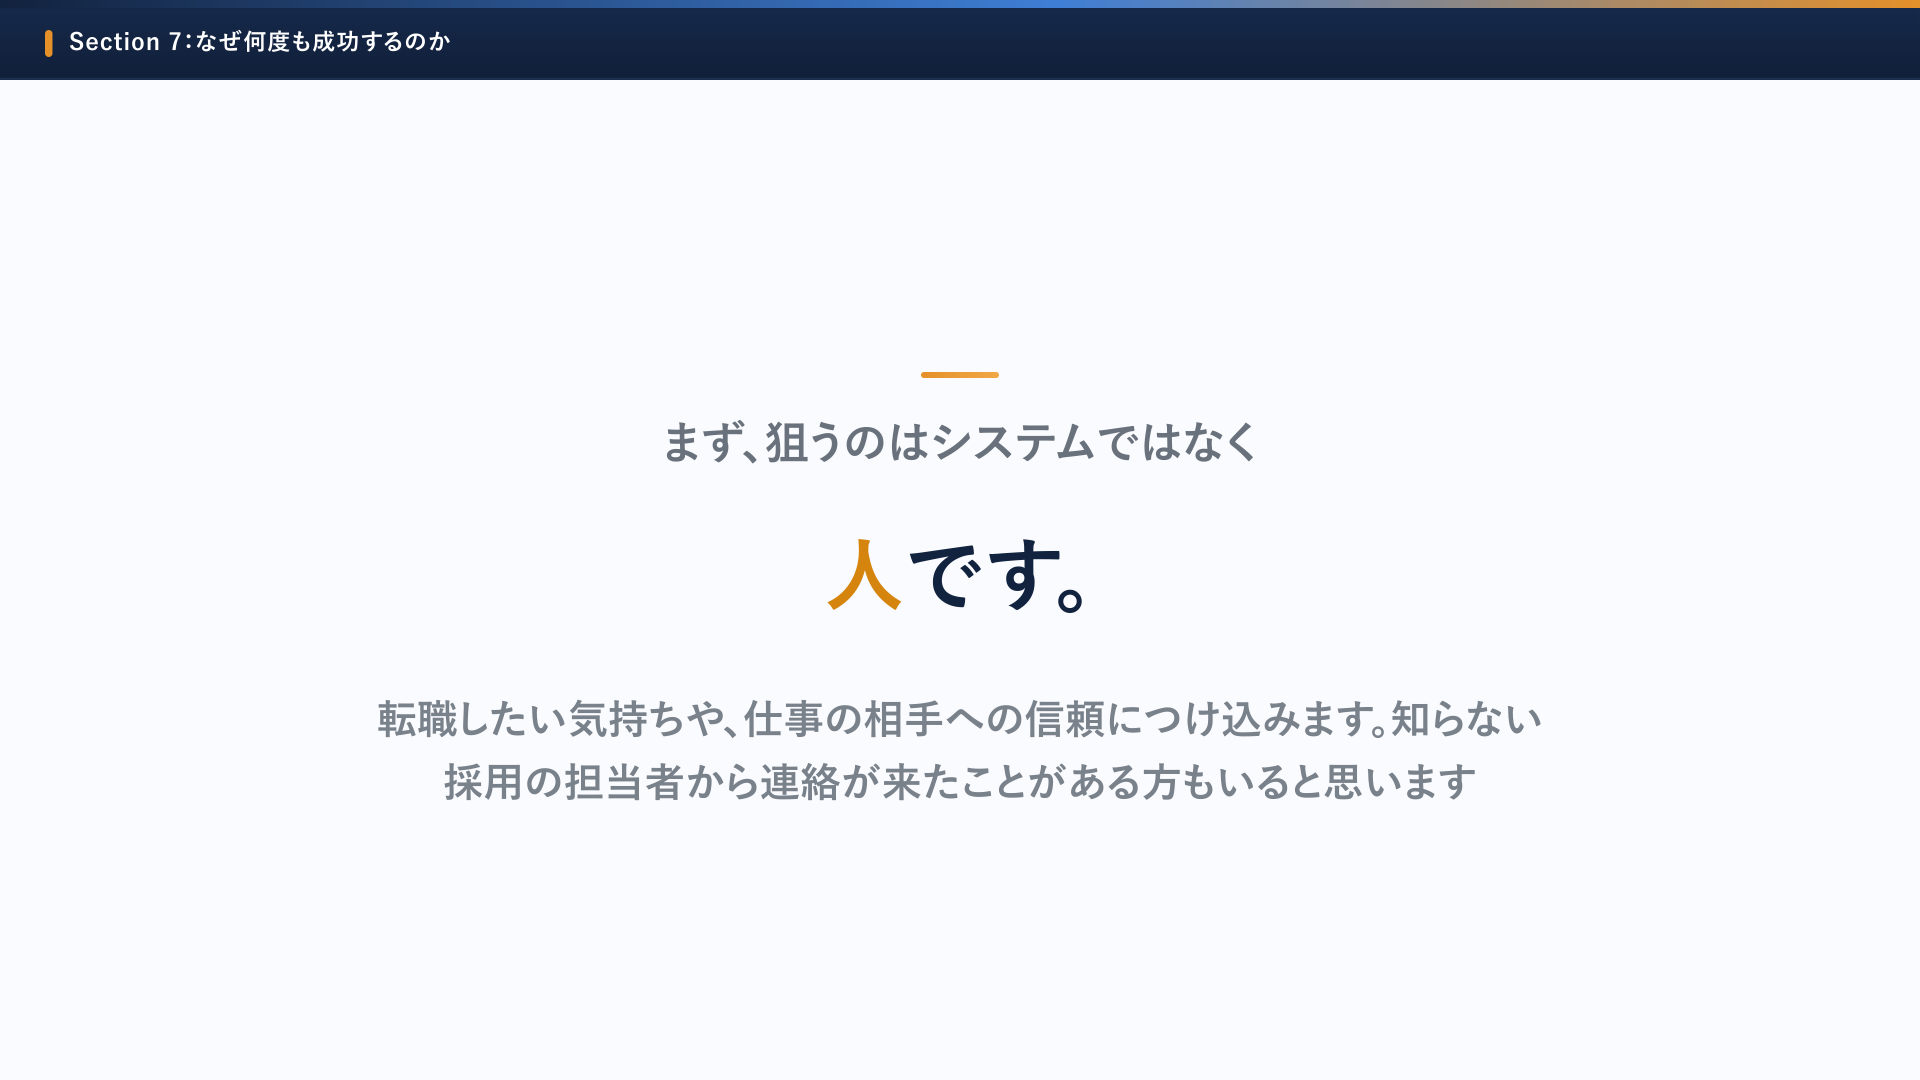 Section 7：なぜ何度も成功するのか
まず、狙うのはシステムではなく
人です。
転職したい気持ちや、仕事の相手への信頼につけ込みます。知らない
採用の担当者から連絡が来たことがある方もいると思います